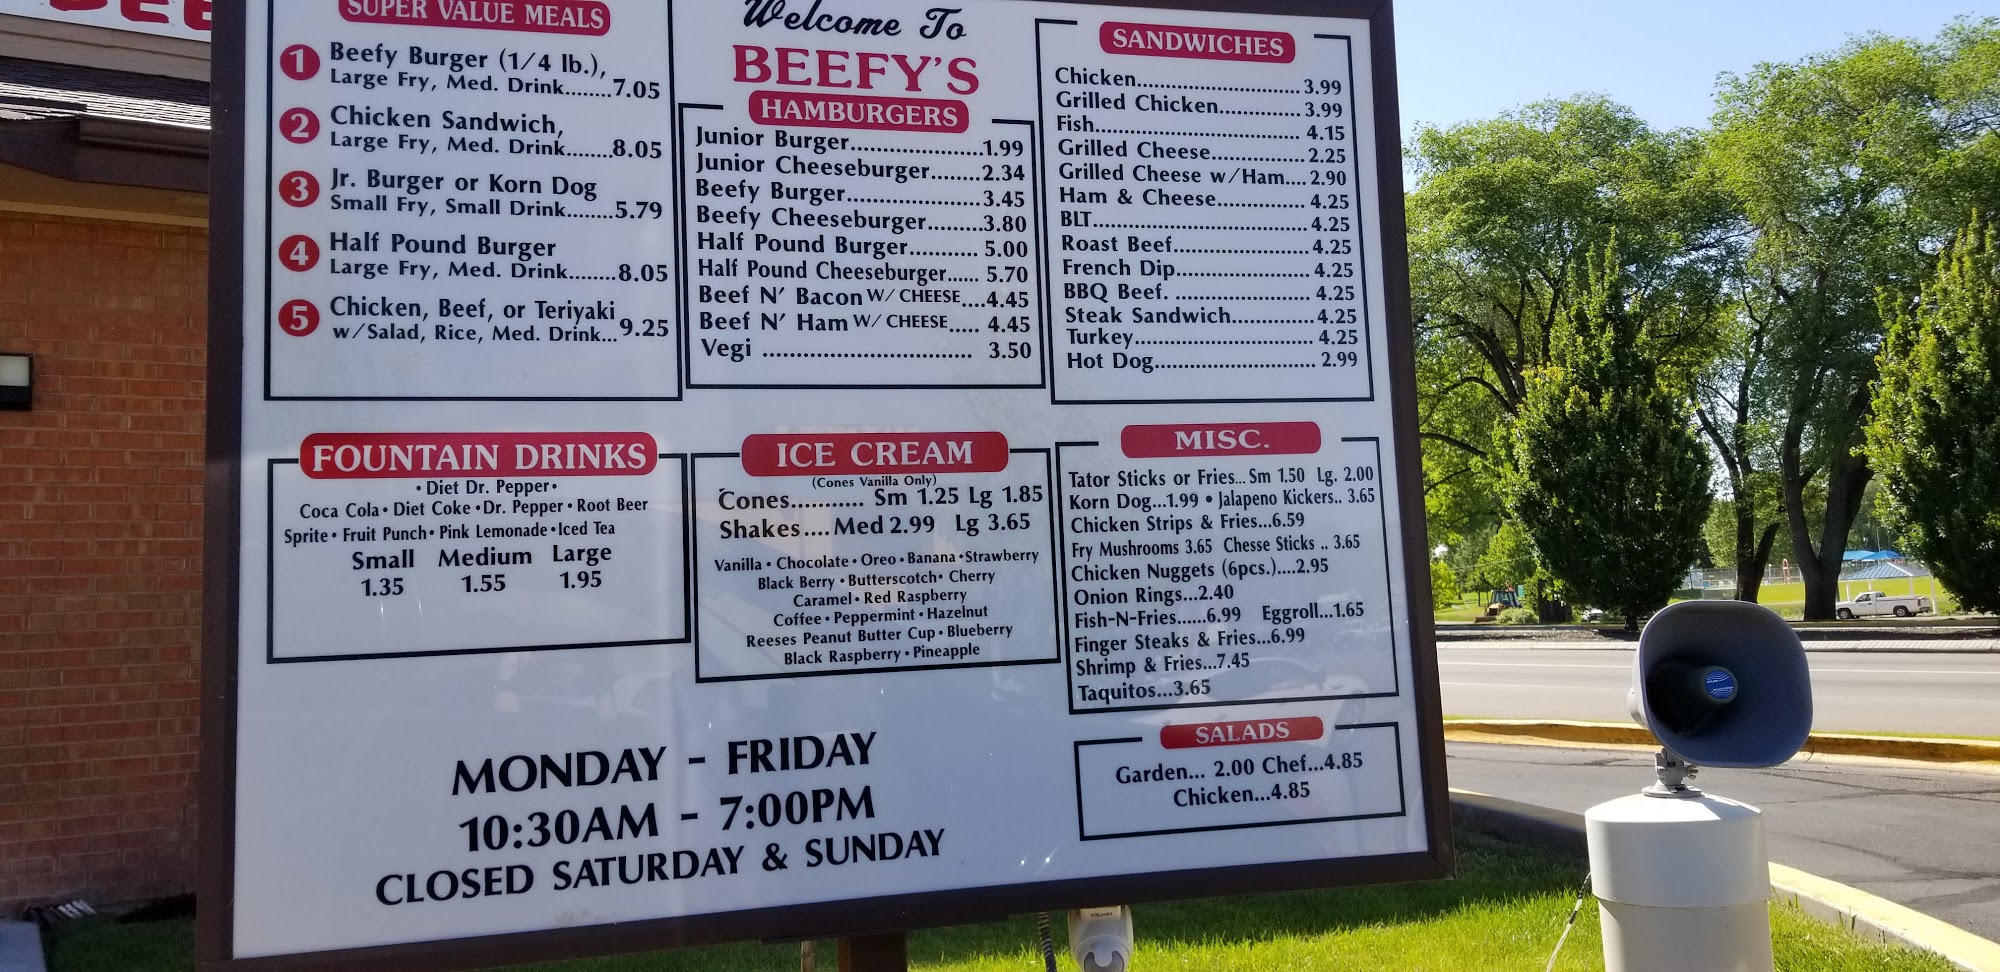 SUPER VALUE MEALS
1 Beefy Burger (1/4 lb.),
Large Fry, Med. Drink........7.05
2 Chicken Sandwich,
Large Fry, Med. Drink.......8.05
3 Jr. Burger or Korn Dog
Small Fry, Small Drink.......5.79
4 Half Pound Burger
Large Fry, Med. Drink........8.05
5 Chicken, Beef, or Teriyaki
w/Salad, Rice, Med. Drink... 9.25
Welcome To
BEEFY'S
HAMBURGERS
Junior Burger....................1.99
Junior Cheeseburger........2.34
Beefy Burger.....................3.45
Beefy Cheeseburger.........3.80
Half Pound Burger........... 5.00
Half Pound Cheeseburger...... 5.70
Beef N' Bacon W/ CHEESE....4.45
Beef N' Ham W/ CHEESE..... 4.45
Vegi ................................ 3.50
SANDWICHES
Chicken............................ 3.99
Grilled Chicken.............. 3.99
Fish.................................... 4.15
Grilled Cheese................ 2.25
Grilled Cheese w/Ham.... 2.90
Ham & Cheese............... 4.25
BLT..................................... 4.25
Roast Beef....................... 4.25
French Dip....................... 4.25
BBQ Beef. ....................... 4.25
Steak Sandwich.............. 4.25
Turkey............................... 4.25
Hot Dog............................ 2.99
FOUNTAIN DRINKS
• Diet Dr. Pepper •
Coca Cola • Diet Coke • Dr. Pepper • Root Beer
Sprite • Fruit Punch • Pink Lemonade • Iced Tea
Small Medium Large
1.35 1.55 1.95
ICE CREAM
(Cones Vanilla Only)
Cones........... Sm 1.25 Lg 1.85
Shakes.... Med 2.99 Lg 3.65
Vanilla • Chocolate • Oreo • Banana • Strawberry
Black Berry • Butterscotch • Cherry
Caramel • Red Raspberry
Coffee • Peppermint • Hazelnut
Reeses Peanut Butter Cup • Blueberry
Black Raspberry • Pineapple
MISC.
Tator Sticks or Fries... Sm 1.50 Lg. 2.00
Korn Dog...1.99 • Jalapeno Kickers.. 3.65
Chicken Strips & Fries...6.59
Fry Mushrooms 3.65 Chesse Sticks .. 3.65
Chicken Nuggets (6pcs.)....2.95
Onion Rings...2.40
Fish-N-Fries......6.99 Eggroll...1.65
Finger Steaks & Fries...6.99
Shrimp & Fries...7.45
Taquitos...3.65
SALADS
Garden... 2.00 Chef...4.85
Chicken...4.85
MONDAY - FRIDAY
10:30AM - 7:00PM
CLOSED SATURDAY & SUNDAY